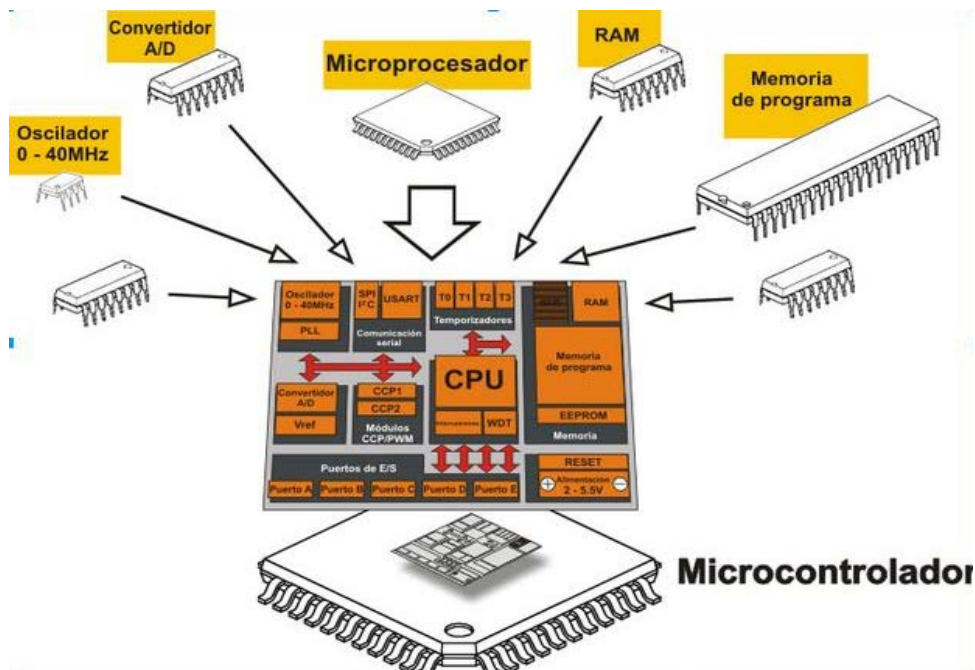 Convertidor
A/D
Microprocesador
RAM
Memoria
de programa
Oscilador
0 - 40MHz
Oscilador
0 - 40MHz
PLL
SPI
I²C
USART
Comunicación
serial
T0
T1
T2
T3
Temporizadores
RAM
Memoria
de programa
EEPROM
Memoria
Convertidor
A/D
Vref
CCP1
CCP2
Módulos
CCP/PWM
CPU
Interrupciones
WDT
Puertos de E/S
Puerto A
Puerto B
Puerto C
Puerto D
Puerto E
RESET
+
Alimentación
2 - 5.5V
−
Microcontrolador